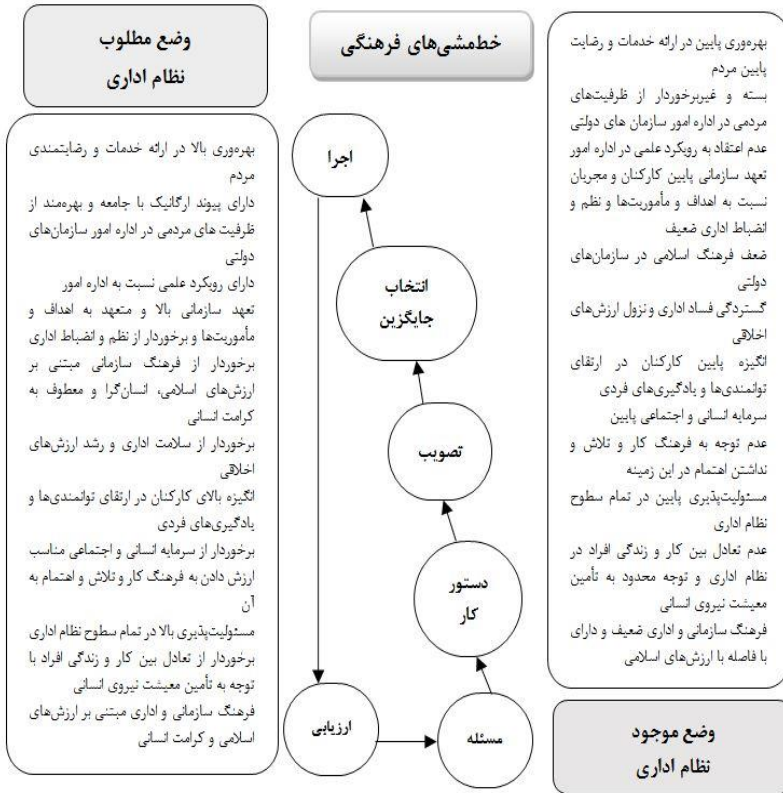 خط‌مشی‌های فرهنگی
بهره‌وری پایین در ارائه خدمات و رضایت
پایین مردم
بسته و غیربرخوردار از ظرفیت‌های
مردمی در اداره امور سازمان های دولتی
عدم اعتقاد به رویکرد علمی در اداره امور
تعهد سازمانی پایین کارکنان و مجریان
نسبت به اهداف و مأموریت‌ها و نظم و
انضباط اداری ضعیف
ضعف فرهنگ اسلامی در سازمان‌های
دولتی
گستردگی فساد اداری و نزول ارزش‌های
اخلاقی
انگیزه پایین کارکنان در ارتقای
توانمندی‌ها و یادگیری‌های فردی
سرمایه انسانی و اجتماعی پایین
عدم توجه به فرهنگ کار و تلاش و
نداشتن اهتمام در این زمینه
مسئولیت‌پذیری پایین در تمام سطوح
نظام اداری
عدم تعادل بین کار و زندگی افراد در
نظام اداری و توجه محدود به تأمین
معیشت نیروی انسانی
فرهنگ سازمانی و اداری ضعیف و دارای
با فاصله با ارزش‌های اسلامی
وضع موجود
نظام اداری
مسئله
دستور
کار
تصویب
انتخاب
جایگزین
اجرا
ارزیابی
وضع مطلوب
نظام اداری
بهره‌وری بالا در ارائه خدمات و رضایتمندی
مردم
دارای پیوند ارگانیک با جامعه و بهره‌مند از
ظرفیت های مردمی در اداره امور سازمان‌های
دولتی
دارای رویکرد علمی نسبت به اداره امور
تعهد سازمانی بالا و متعهد به اهداف و
مأموریت‌ها و برخوردار از نظم و انضباط اداری
برخوردار از فرهنگ سازمانی مبتنی بر
ارزش‌های اسلامی، انسان‌گرا و معطوف به
کرامت انسانی
برخوردار از سلامت اداری و رشد ارزش‌های
اخلاقی
انگیزه بالای کارکنان در ارتقای توانمندی‌ها و
یادگیری‌های فردی
برخوردار از سرمایه انسانی و اجتماعی مناسب
ارزش دادن به فرهنگ کار و تلاش و اهتمام به
آن
مسئولیت‌پذیری بالا در تمام سطوح نظام اداری
برخوردار از تعادل بین کار و زندگی افراد با
توجه به تأمین معیشت نیروی انسانی
فرهنگ سازمانی و اداری مبتنی بر ارزش‌های
اسلامی و کرامت انسانی